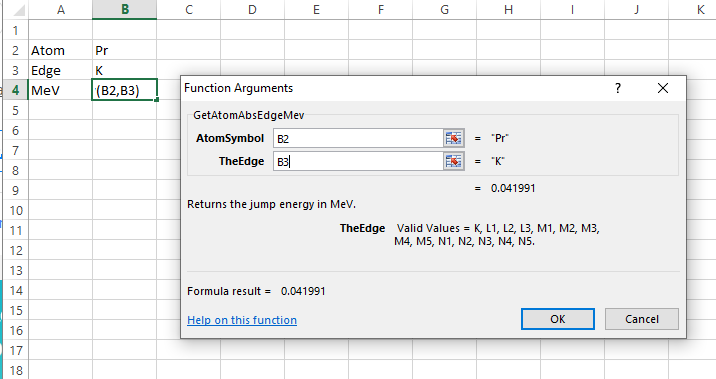 A B C D E F G H I J K
1
2 Atom Pr
3 Edge K
4 MeV (B2,B3)
5
6
7
8
9
10
11
12
13
14
15
16
17
18
Function Arguments ? ×
GetAtomAbsEdgeMev
AtomSymbol B2 = "Pr"
TheEdge B3 = "K"
= 0.041991
Returns the jump energy in MeV.
TheEdge Valid Values = K, L1, L2, L3, M1, M2, M3,
M4, M5, N1, N2, N3, N4, N5.
Formula result = 0.041991
Help on this function OK Cancel